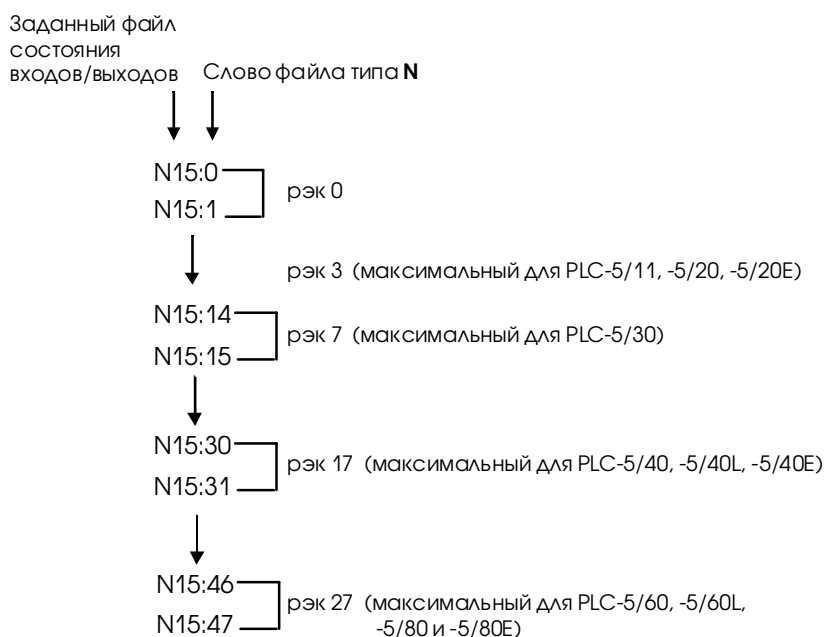 Заданный файл
состояния
входов/выходов Слово файла типа N
N15:0
рэк 0
N15:1
рэк 3 (максимальный для PLC-5/11, -5/20, -5/20E)
N15:14
рэк 7 (максимальный для PLC-5/30)
N15:15
N15:30
рэк 17 (максимальный для PLC-5/40, -5/40L, -5/40E)
N15:31
N15:46
рэк 27 (максимальный для PLC-5/60, -5/60L,
N15:47 -5/80 и -5/80E)